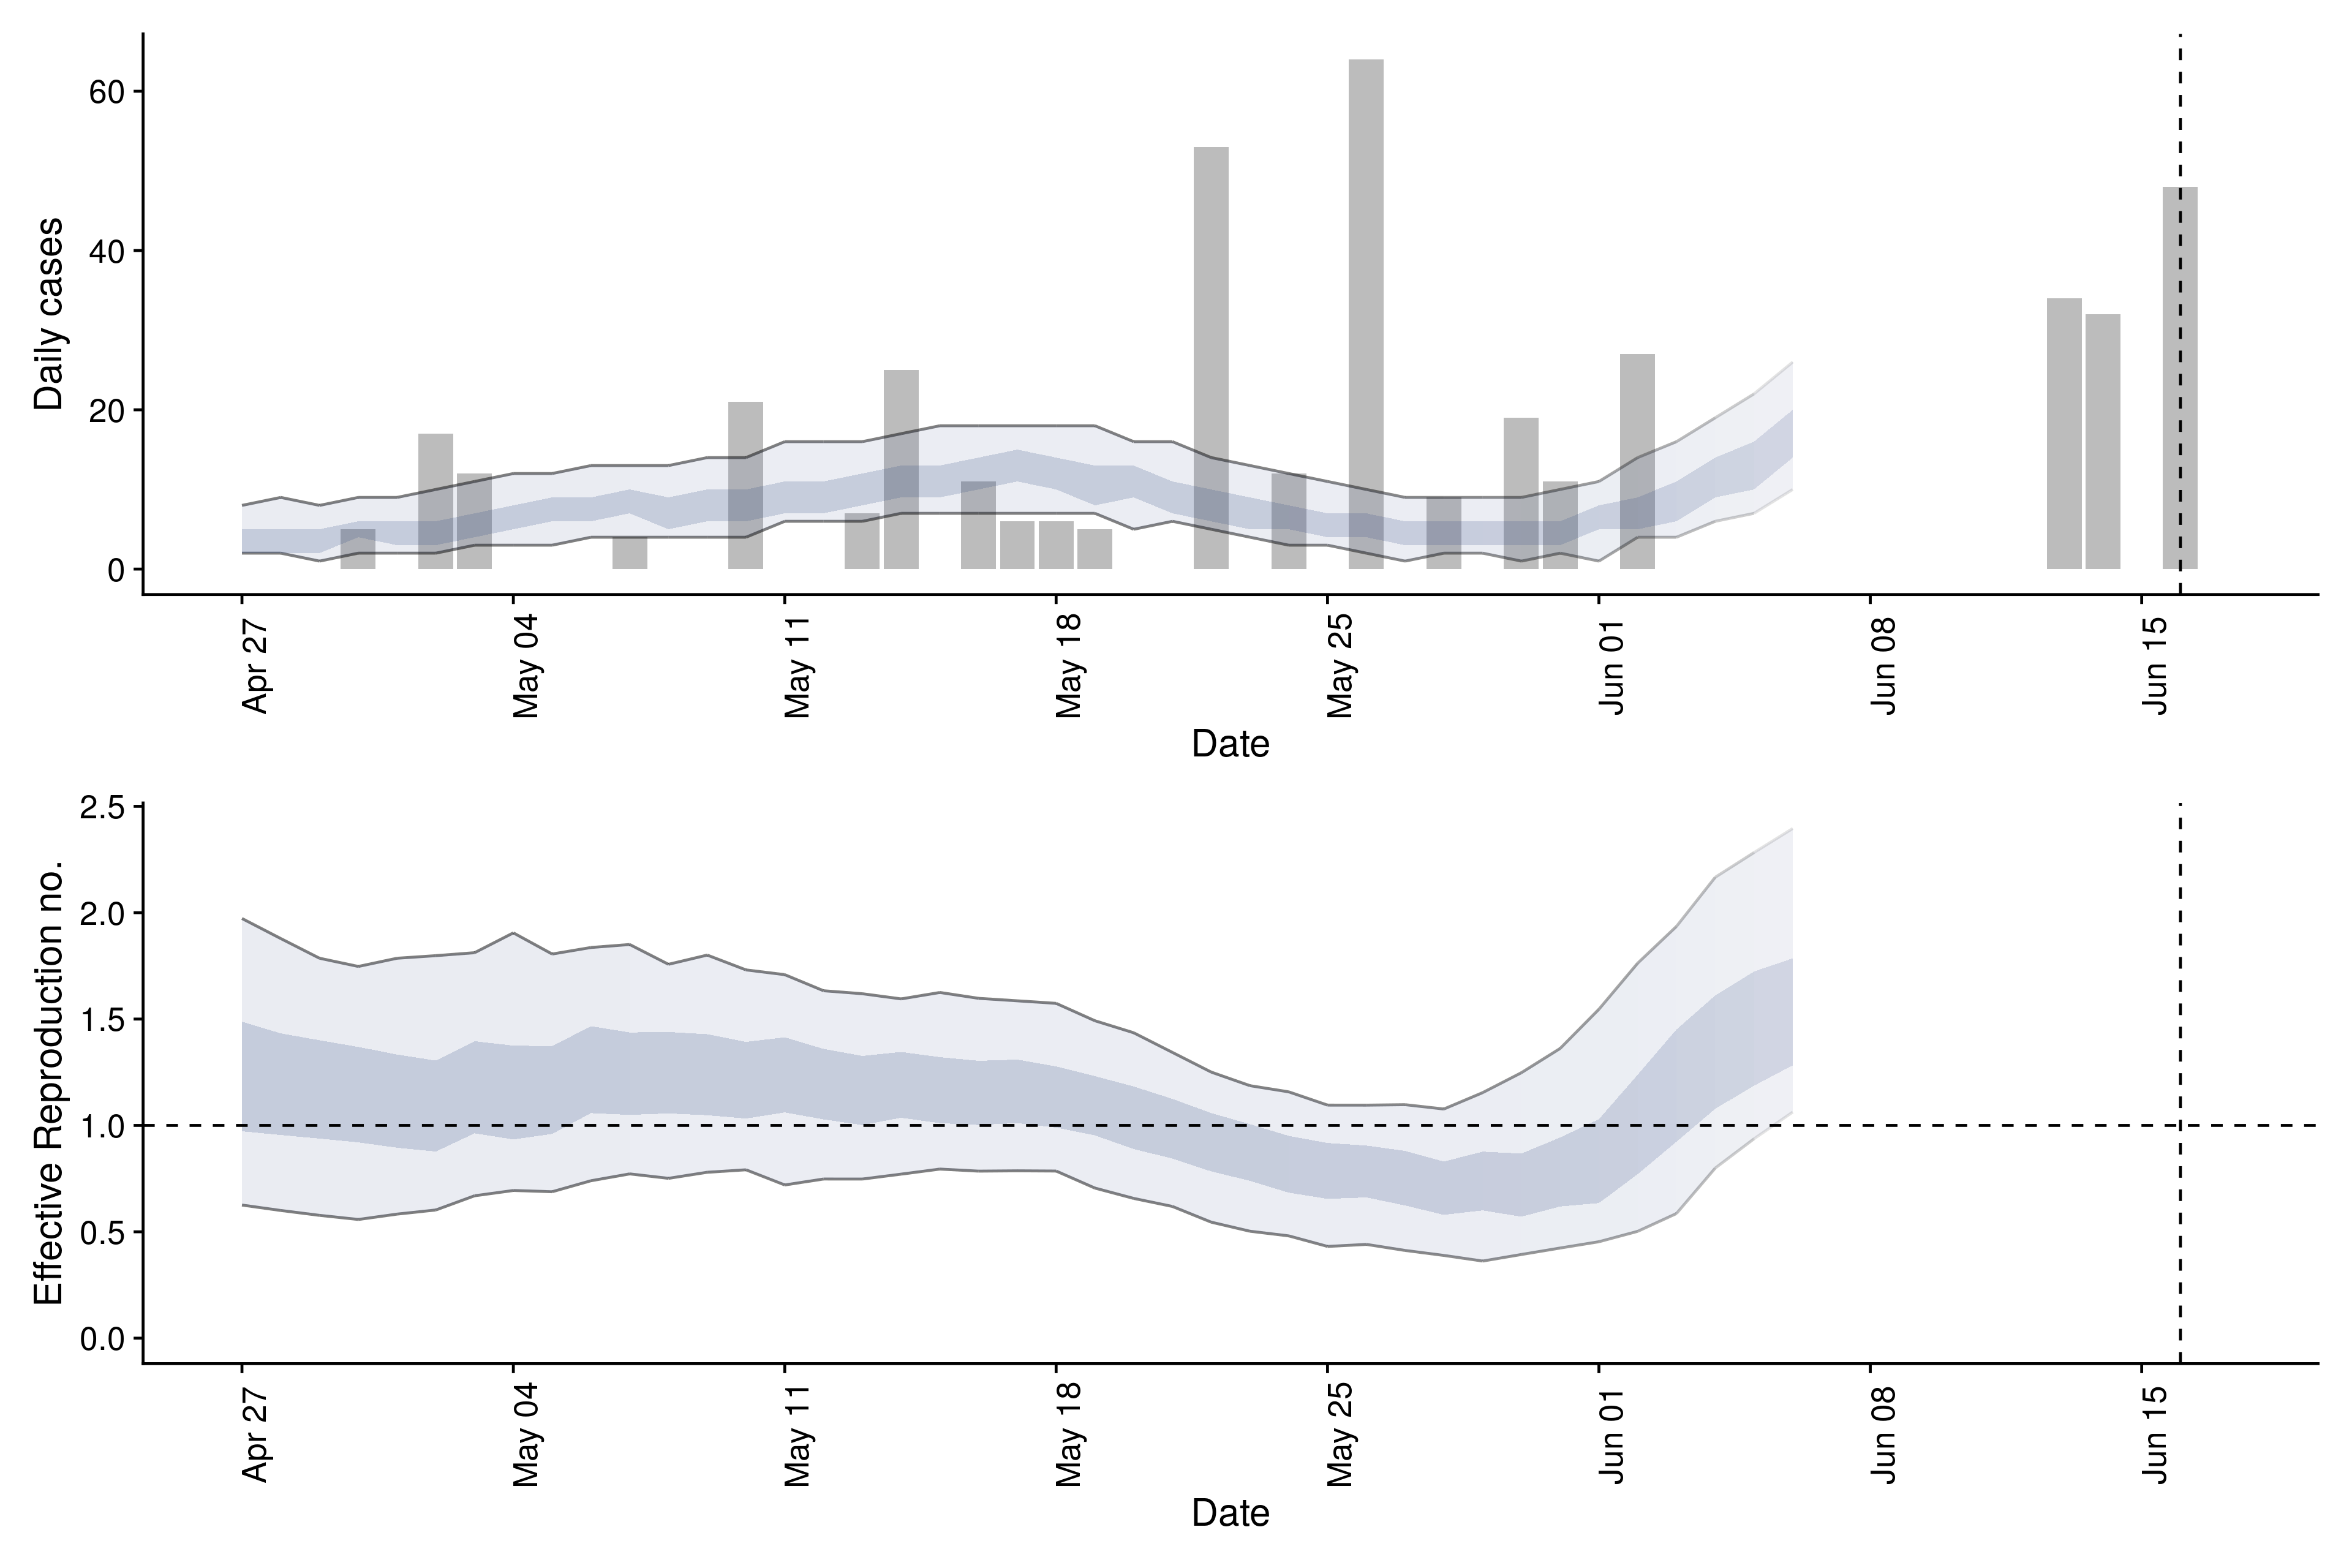 Daily cases
60
40
20
0
Apr 27
May 04
May 11
May 18
May 25
Jun 01
Jun 08
Jun 15
Date
Effective Reproduction no.
2.5
2.0
1.5
1.0
0.5
0.0
Apr 27
May 04
May 11
May 18
May 25
Jun 01
Jun 08
Jun 15
Date